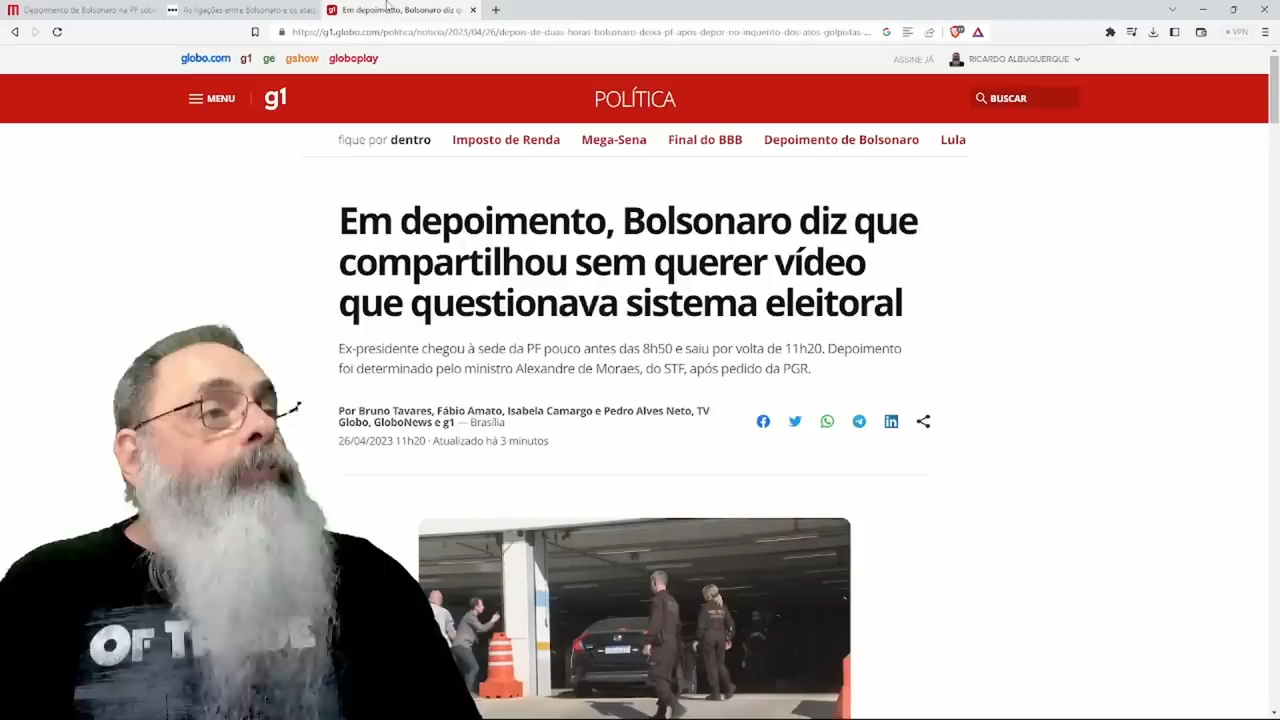 Depoimento de Bolsonaro na PF sobr
As ligações entre Bolsonaro e os ataq
Em depoimento, Bolsonaro diz qu
https://g1.globo.com/politica/noticia/2023/04/26/depois-de-duas-horas-bolsonaro-deixa-pf-apos-depor-no-inquerito-dos-atos-golpistas-...
VPN
globo.com g1 ge gshow globoplay
ASSINE JÁ
RICARDO ALBUQUERQUE
MENU
g1
POLÍTICA
BUSCAR
fique por dentro Imposto de Renda Mega-Sena Final do BBB Depoimento de Bolsonaro Lula
Em depoimento, Bolsonaro diz que
compartilhou sem querer vídeo
que questionava sistema eleitoral
Ex-presidente chegou à sede da PF pouco antes das 8h50 e saiu por volta de 11h20. Depoimento
foi determinado pelo ministro Alexandre de Moraes, do STF, após pedido da PGR.
Por Bruno Tavares, Fábio Amato, Isabela Camargo e Pedro Alves Neto, TV
Globo, GloboNews e g1 — Brasília
26/04/2023 11h20 · Atualizado há 3 minutos
OF